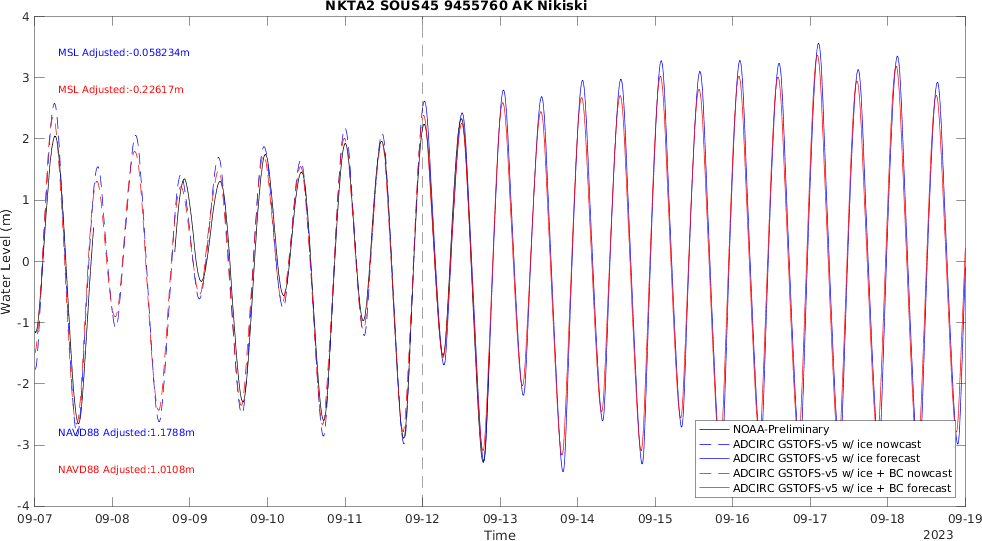 NKTA2 SOUS45 9455760 AK Nikiski
4
3
2
1
0
-1
-2
-3
-4
Water Level (m)
MSL Adjusted:-0.058234m
MSL Adjusted:-0.22617m
NAVD88 Adjusted:1.1788m
NAVD88 Adjusted:1.0108m
NOAA-Preliminary
ADCIRC GSTOFS-v5 w/ ice nowcast
ADCIRC GSTOFS-v5 w/ ice forecast
ADCIRC GSTOFS-v5 w/ ice + BC nowcast
ADCIRC GSTOFS-v5 w/ ice + BC forecast
09-07 09-08 09-09 09-10 09-11 09-12 09-13 09-14 09-15 09-16 09-17 09-18 09-19
Time
2023